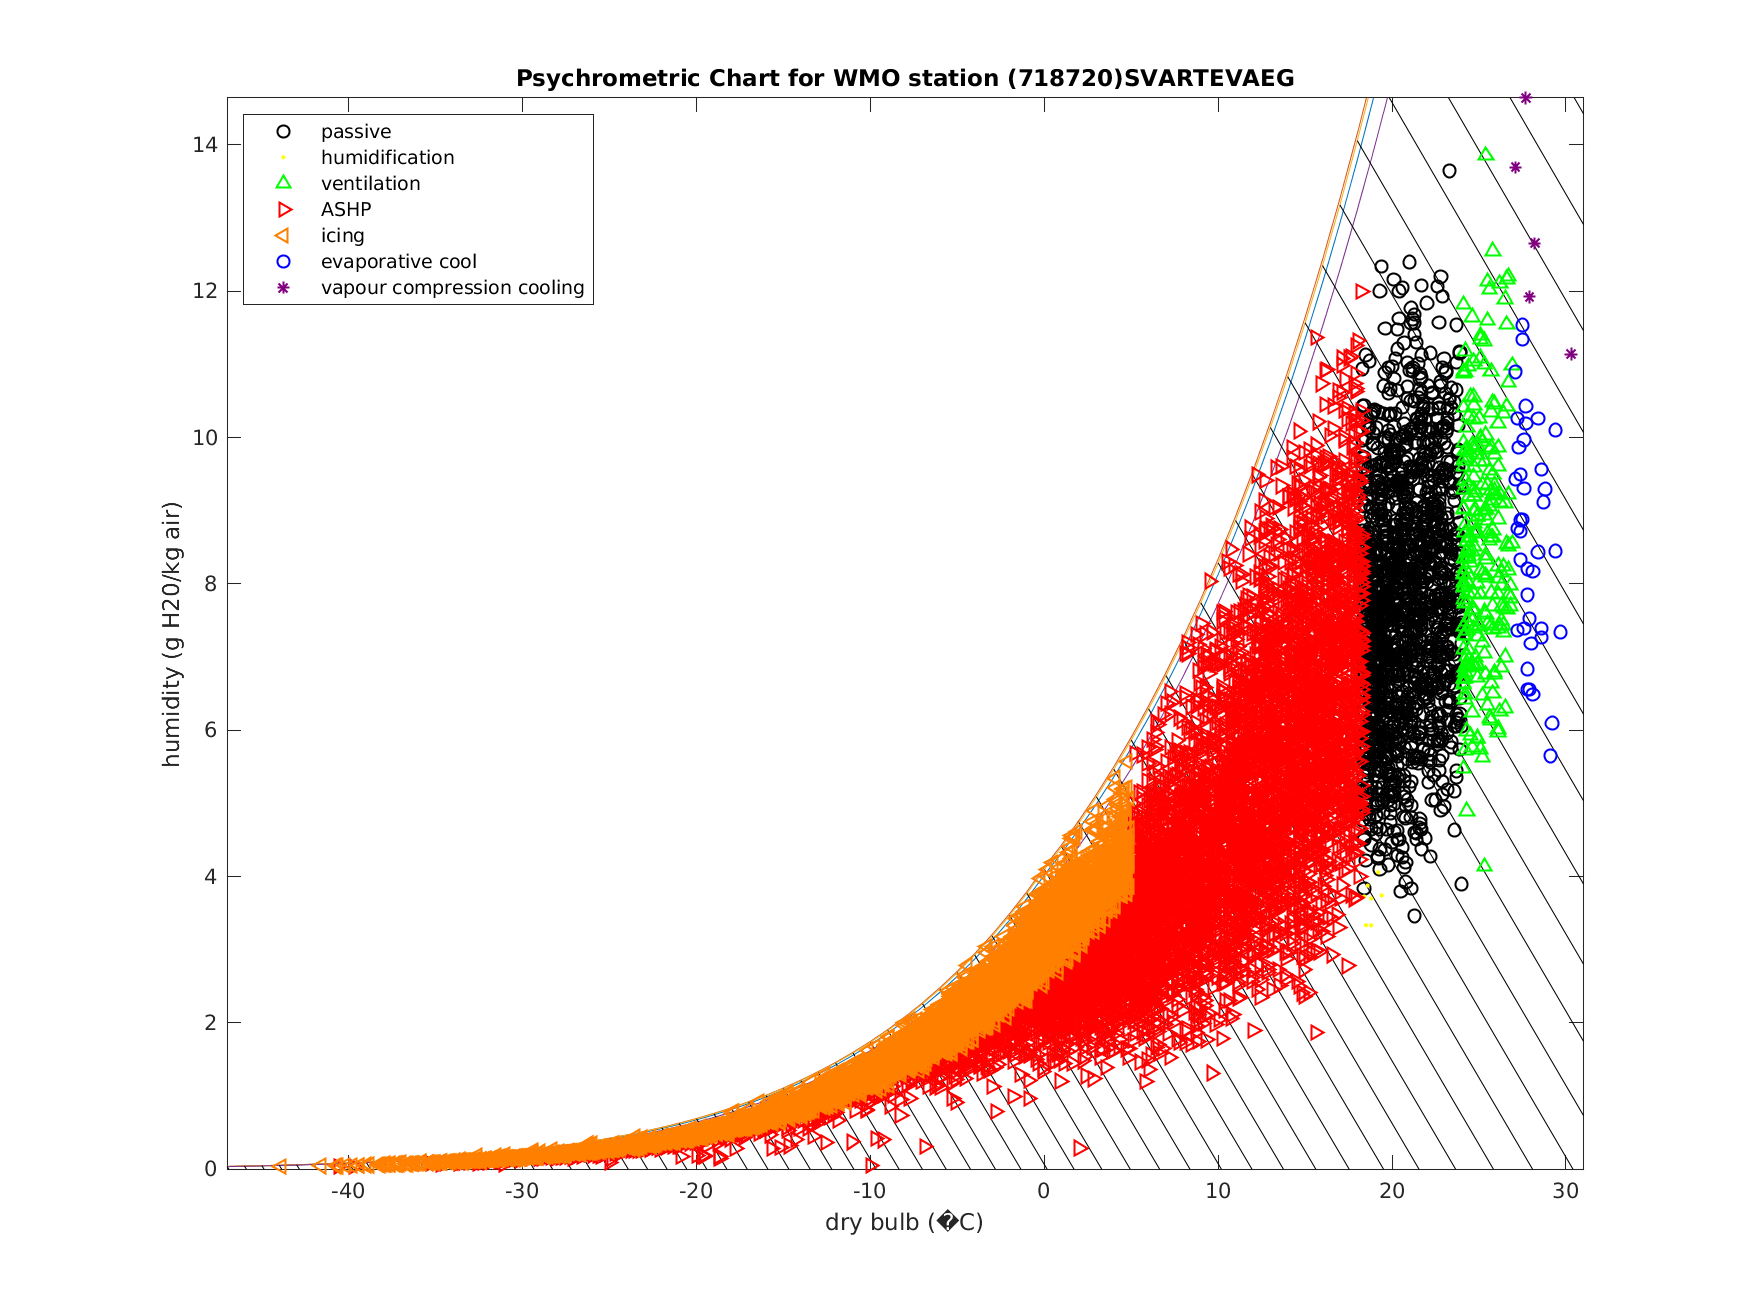 Psychrometric Chart for WMO station (718720)SVARTEVAEG
passive
humidification
ventilation
ASHP
icing
evaporative cool
vapour compression cooling
humidity (g H20/kg air)
14
12
10
8
6
4
2
0
-40 -30 -20 -10 0 10 20 30
dry bulb (�C)